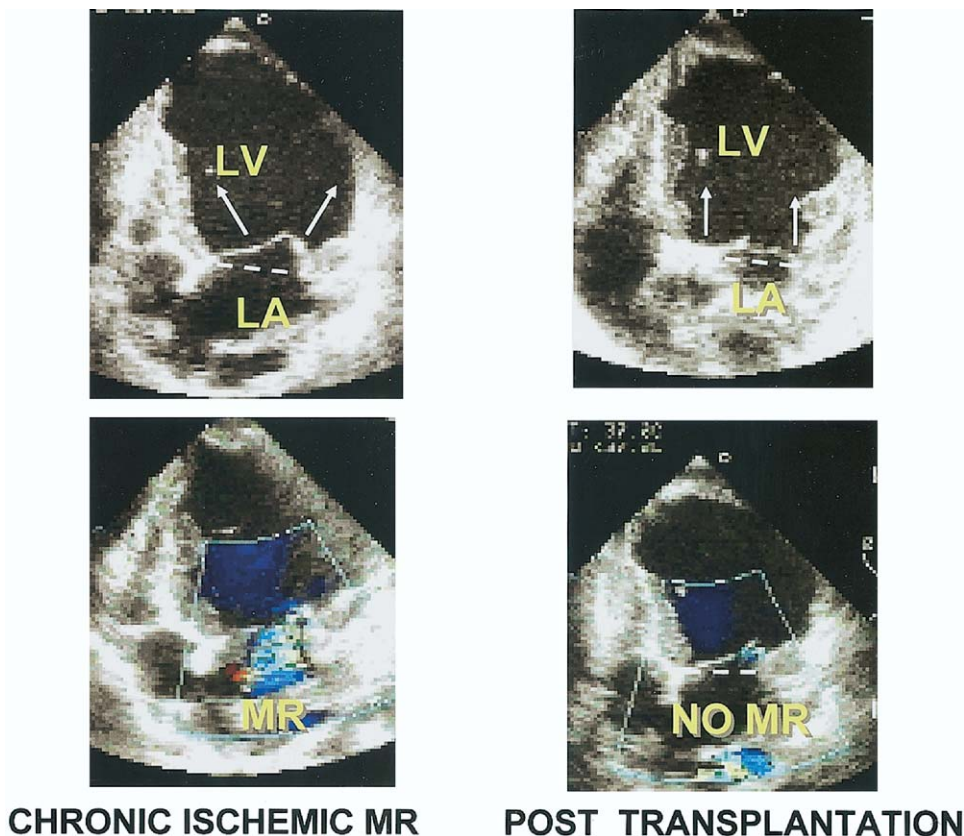 LV
LA
LV
LA
MR
NO MR
CHRONIC ISCHEMIC MR
POST TRANSPLANTATION